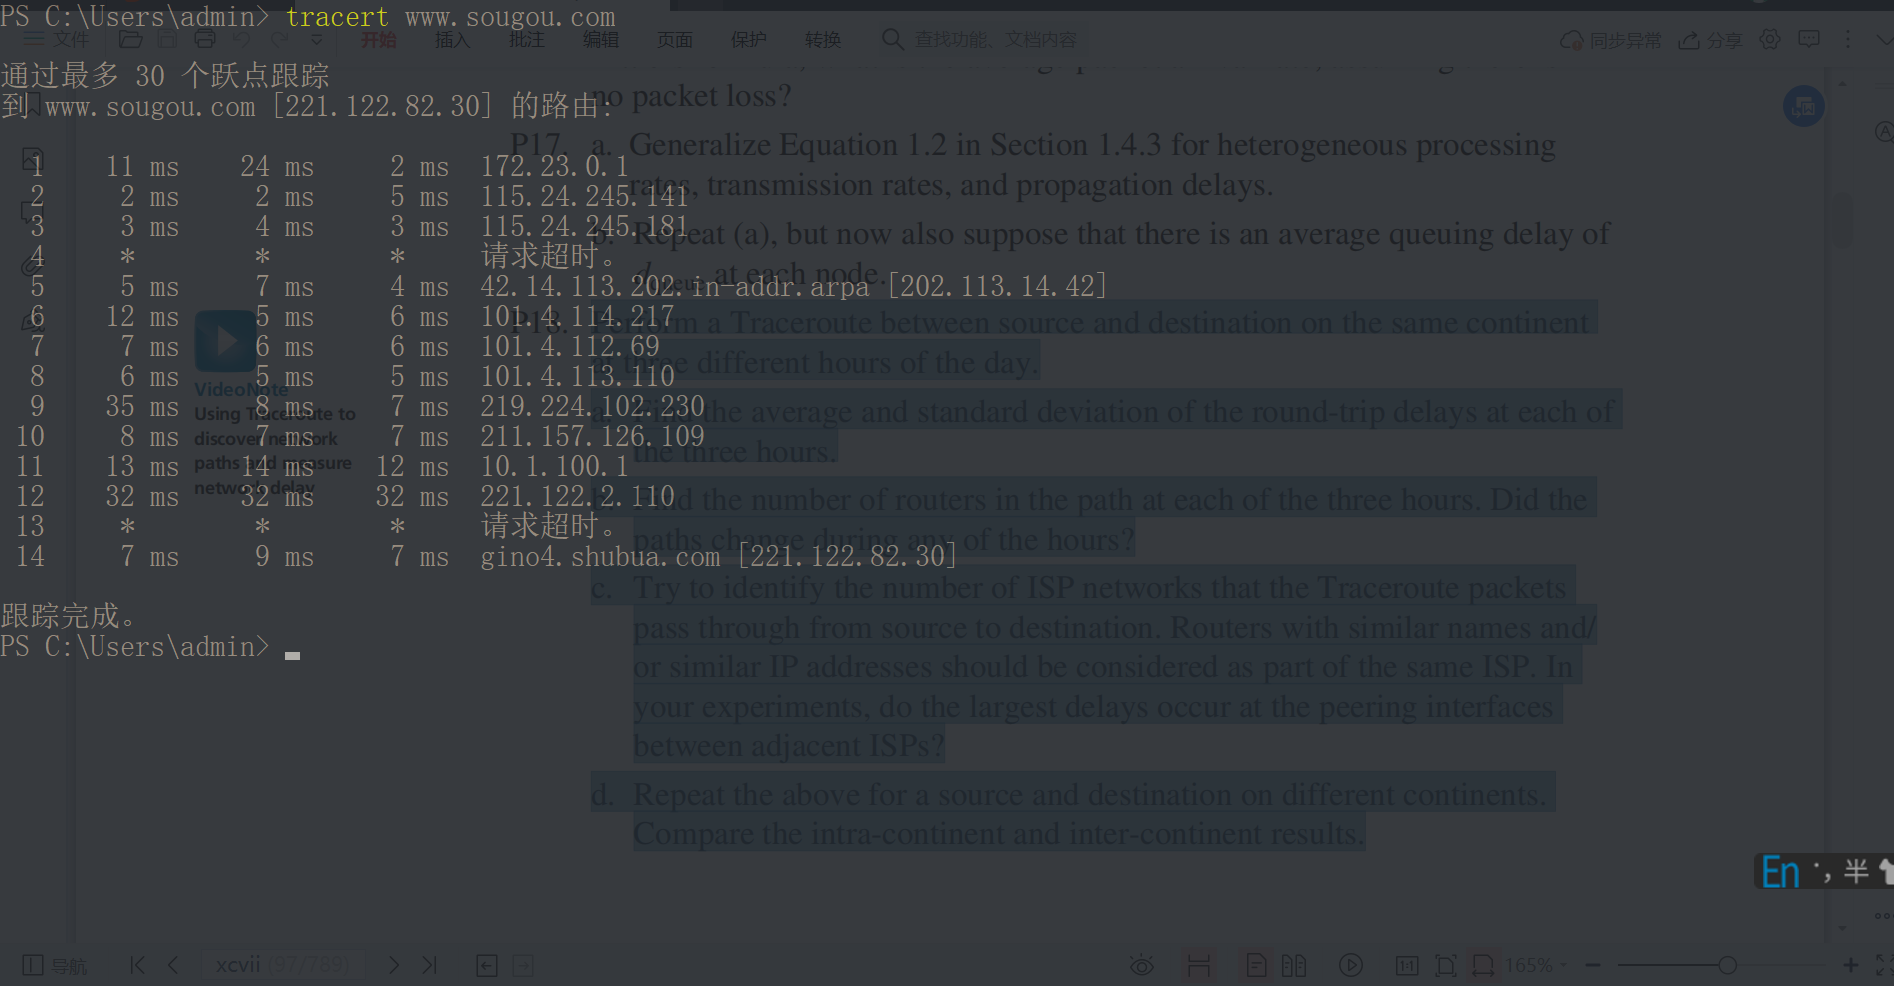 PS C:\Users\admin> tracert www.sougou.com
文件 开始 插入 批注 编辑 页面 保护 转换 查找功能、文档内容 同步异常 分享
通过最多 30 个跃点跟踪
到 www.sougou.com [221.122.82.30] 的路由:
no packet loss?
P17. a. Generalize Equation 1.2 in Section 1.4.3 for heterogeneous processing
rates, transmission rates, and propagation delays.
b. Repeat (a), but now also suppose that there is an average queuing delay of
d queue at each node.
1 11 ms 24 ms 2 ms 172.23.0.1
2 2 ms 2 ms 5 ms 115.24.245.141
3 3 ms 4 ms 3 ms 115.24.245.181
4 * * * 请求超时。
5 5 ms 7 ms 4 ms 42.14.113.202.in-addr.arpa [202.113.14.42]
6 12 ms 5 ms 6 ms 101.4.114.217
7 7 ms 6 ms 6 ms 101.4.112.69
8 6 ms 5 ms 5 ms 101.4.113.110
9 35 ms 8 ms 7 ms 219.224.102.230
10 8 ms 7 ms 7 ms 211.157.126.109
11 13 ms 14 ms 12 ms 10.1.100.1
12 32 ms 32 ms 32 ms 221.122.2.110
13 * * * 请求超时。
14 7 ms 9 ms 7 ms gino4.shubua.com [221.122.82.30]
跟踪完成。
PS C:\Users\admin>
VideoNote
Using Traceroute to
discover network
paths and measure
network delay
P18. Perform a Traceroute between source and destination on the same continent
at three different hours of the day.
a. Find the average and standard deviation of the round-trip delays at each of
the three hours.
b. Find the number of routers in the path at each of the three hours. Did the
paths change during any of the hours?
c. Try to identify the number of ISP networks that the Traceroute packets
pass through from source to destination. Routers with similar names and/
or similar IP addresses should be considered as part of the same ISP. In
your experiments, do the largest delays occur at the peering interfaces
between adjacent ISPs?
d. Repeat the above for a source and destination on different continents.
Compare the intra-continent and inter-continent results.
En ·, 半
导航 xcvii (97/789) 1:1 165%